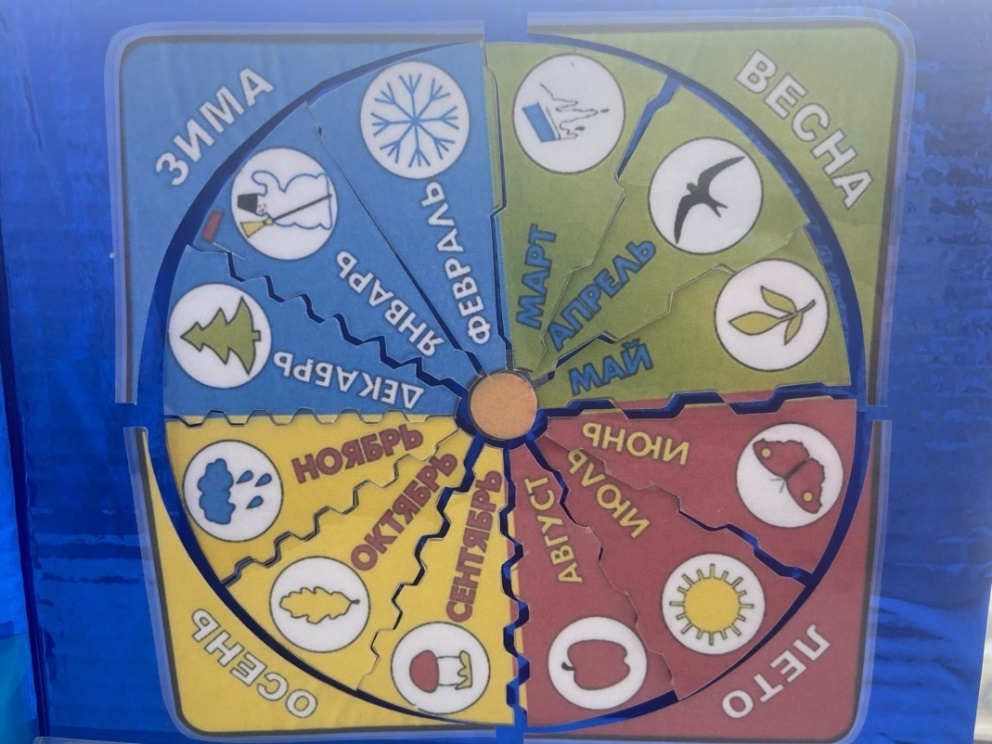 ЗИМА
ДЕКАБРЬ
ЯНВАРЬ
ФЕВРАЛЬ
ВЕСНА
МАРТ
АПРЕЛЬ
МАЙ
ЛЕТО
ИЮНЬ
ИЮЛЬ
АВГУСТ
ОСЕНЬ
СЕНТЯБРЬ
ОКТЯБРЬ
НОЯБРЬ